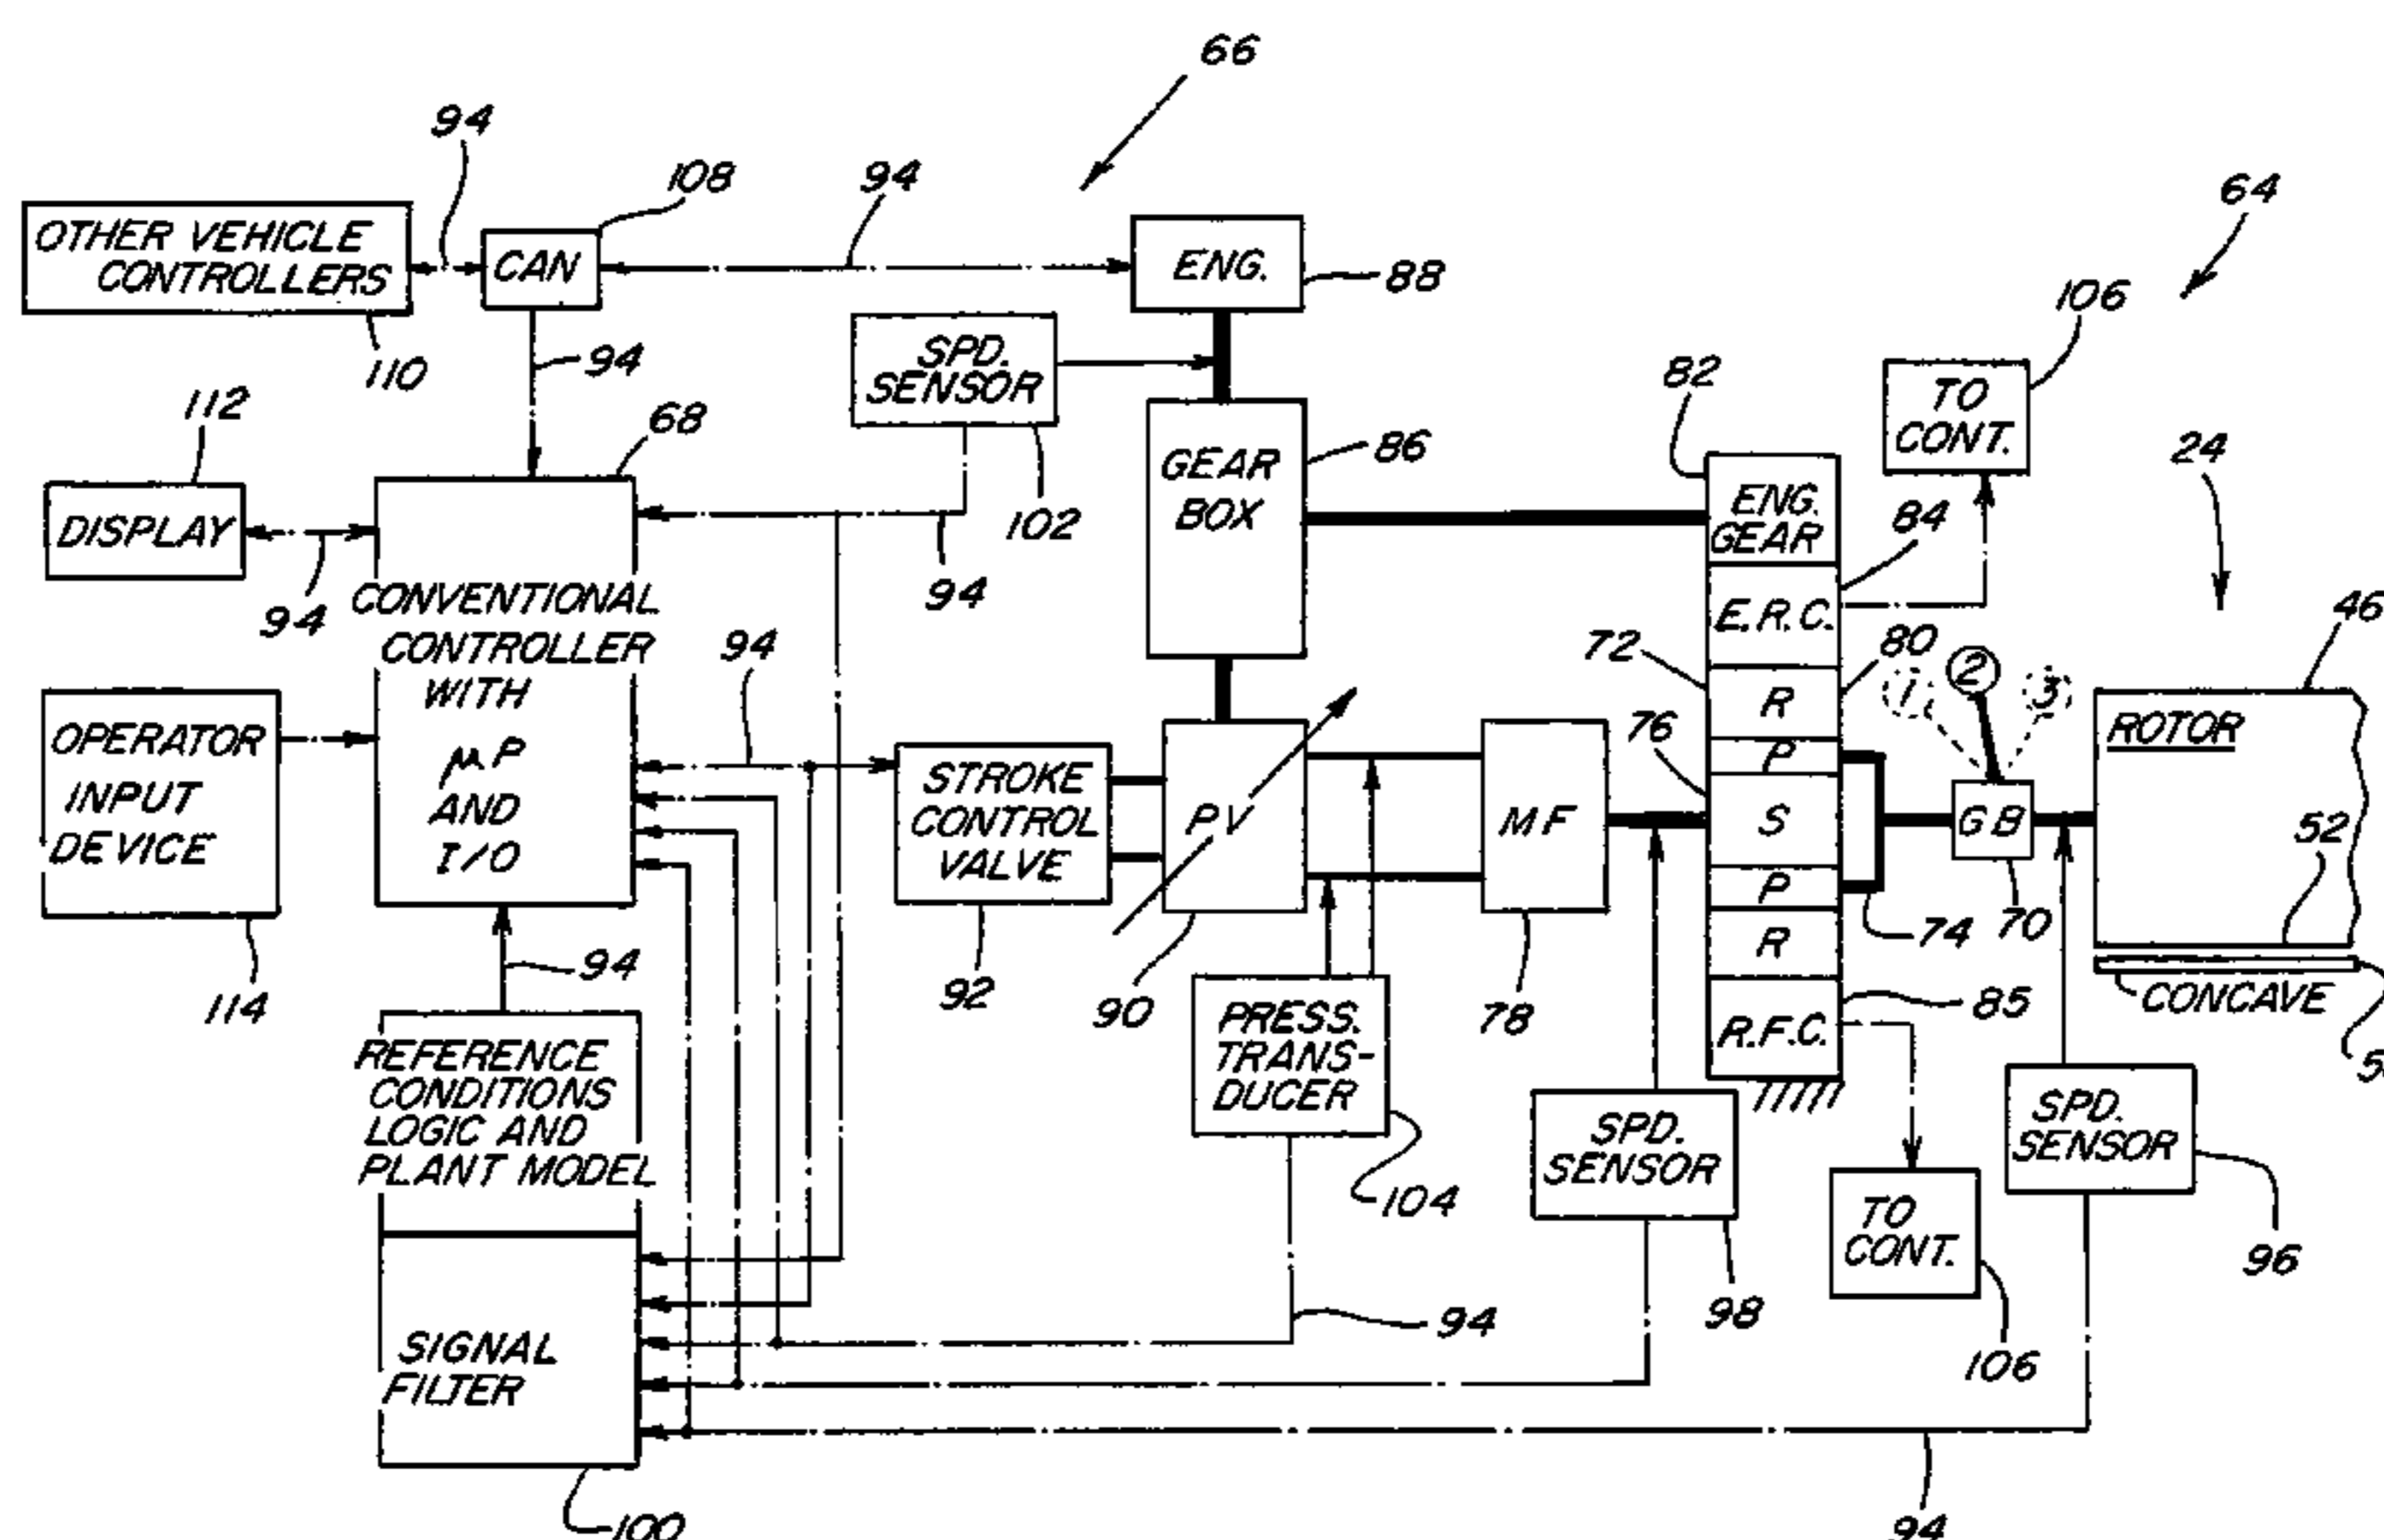 66
94
108
94
64
OTHER VEHICLE
CONTROLLERS
CAN
ENG.
88
106
110
94
SPD.
SENSOR
82
TO
CONT.
112
68
GEAR
BOX
86
24
DISPLAY
102
ENG.
GEAR
84
94
94
CONVENTIONAL
CONTROLLER
WITH
μP
AND
I/O
E.R.C.
46
94
72
80
R
1
2
3
OPERATOR
INPUT
DEVICE
76
P
ROTOR
STROKE
CONTROL
VALVE
PV
MF
S
GB
52
P
74
70
94
92
90
78
R
CONCAVE
114
PRESS.
TRANS-
DUCER
85
R.F.C.
REFERENCE
CONDITIONS
LOGIC AND
PLANT MODEL
SPD.
SENSOR
SPD.
SENSOR
104
TO
CONT.
96
94
98
SIGNAL
FILTER
106
100
94